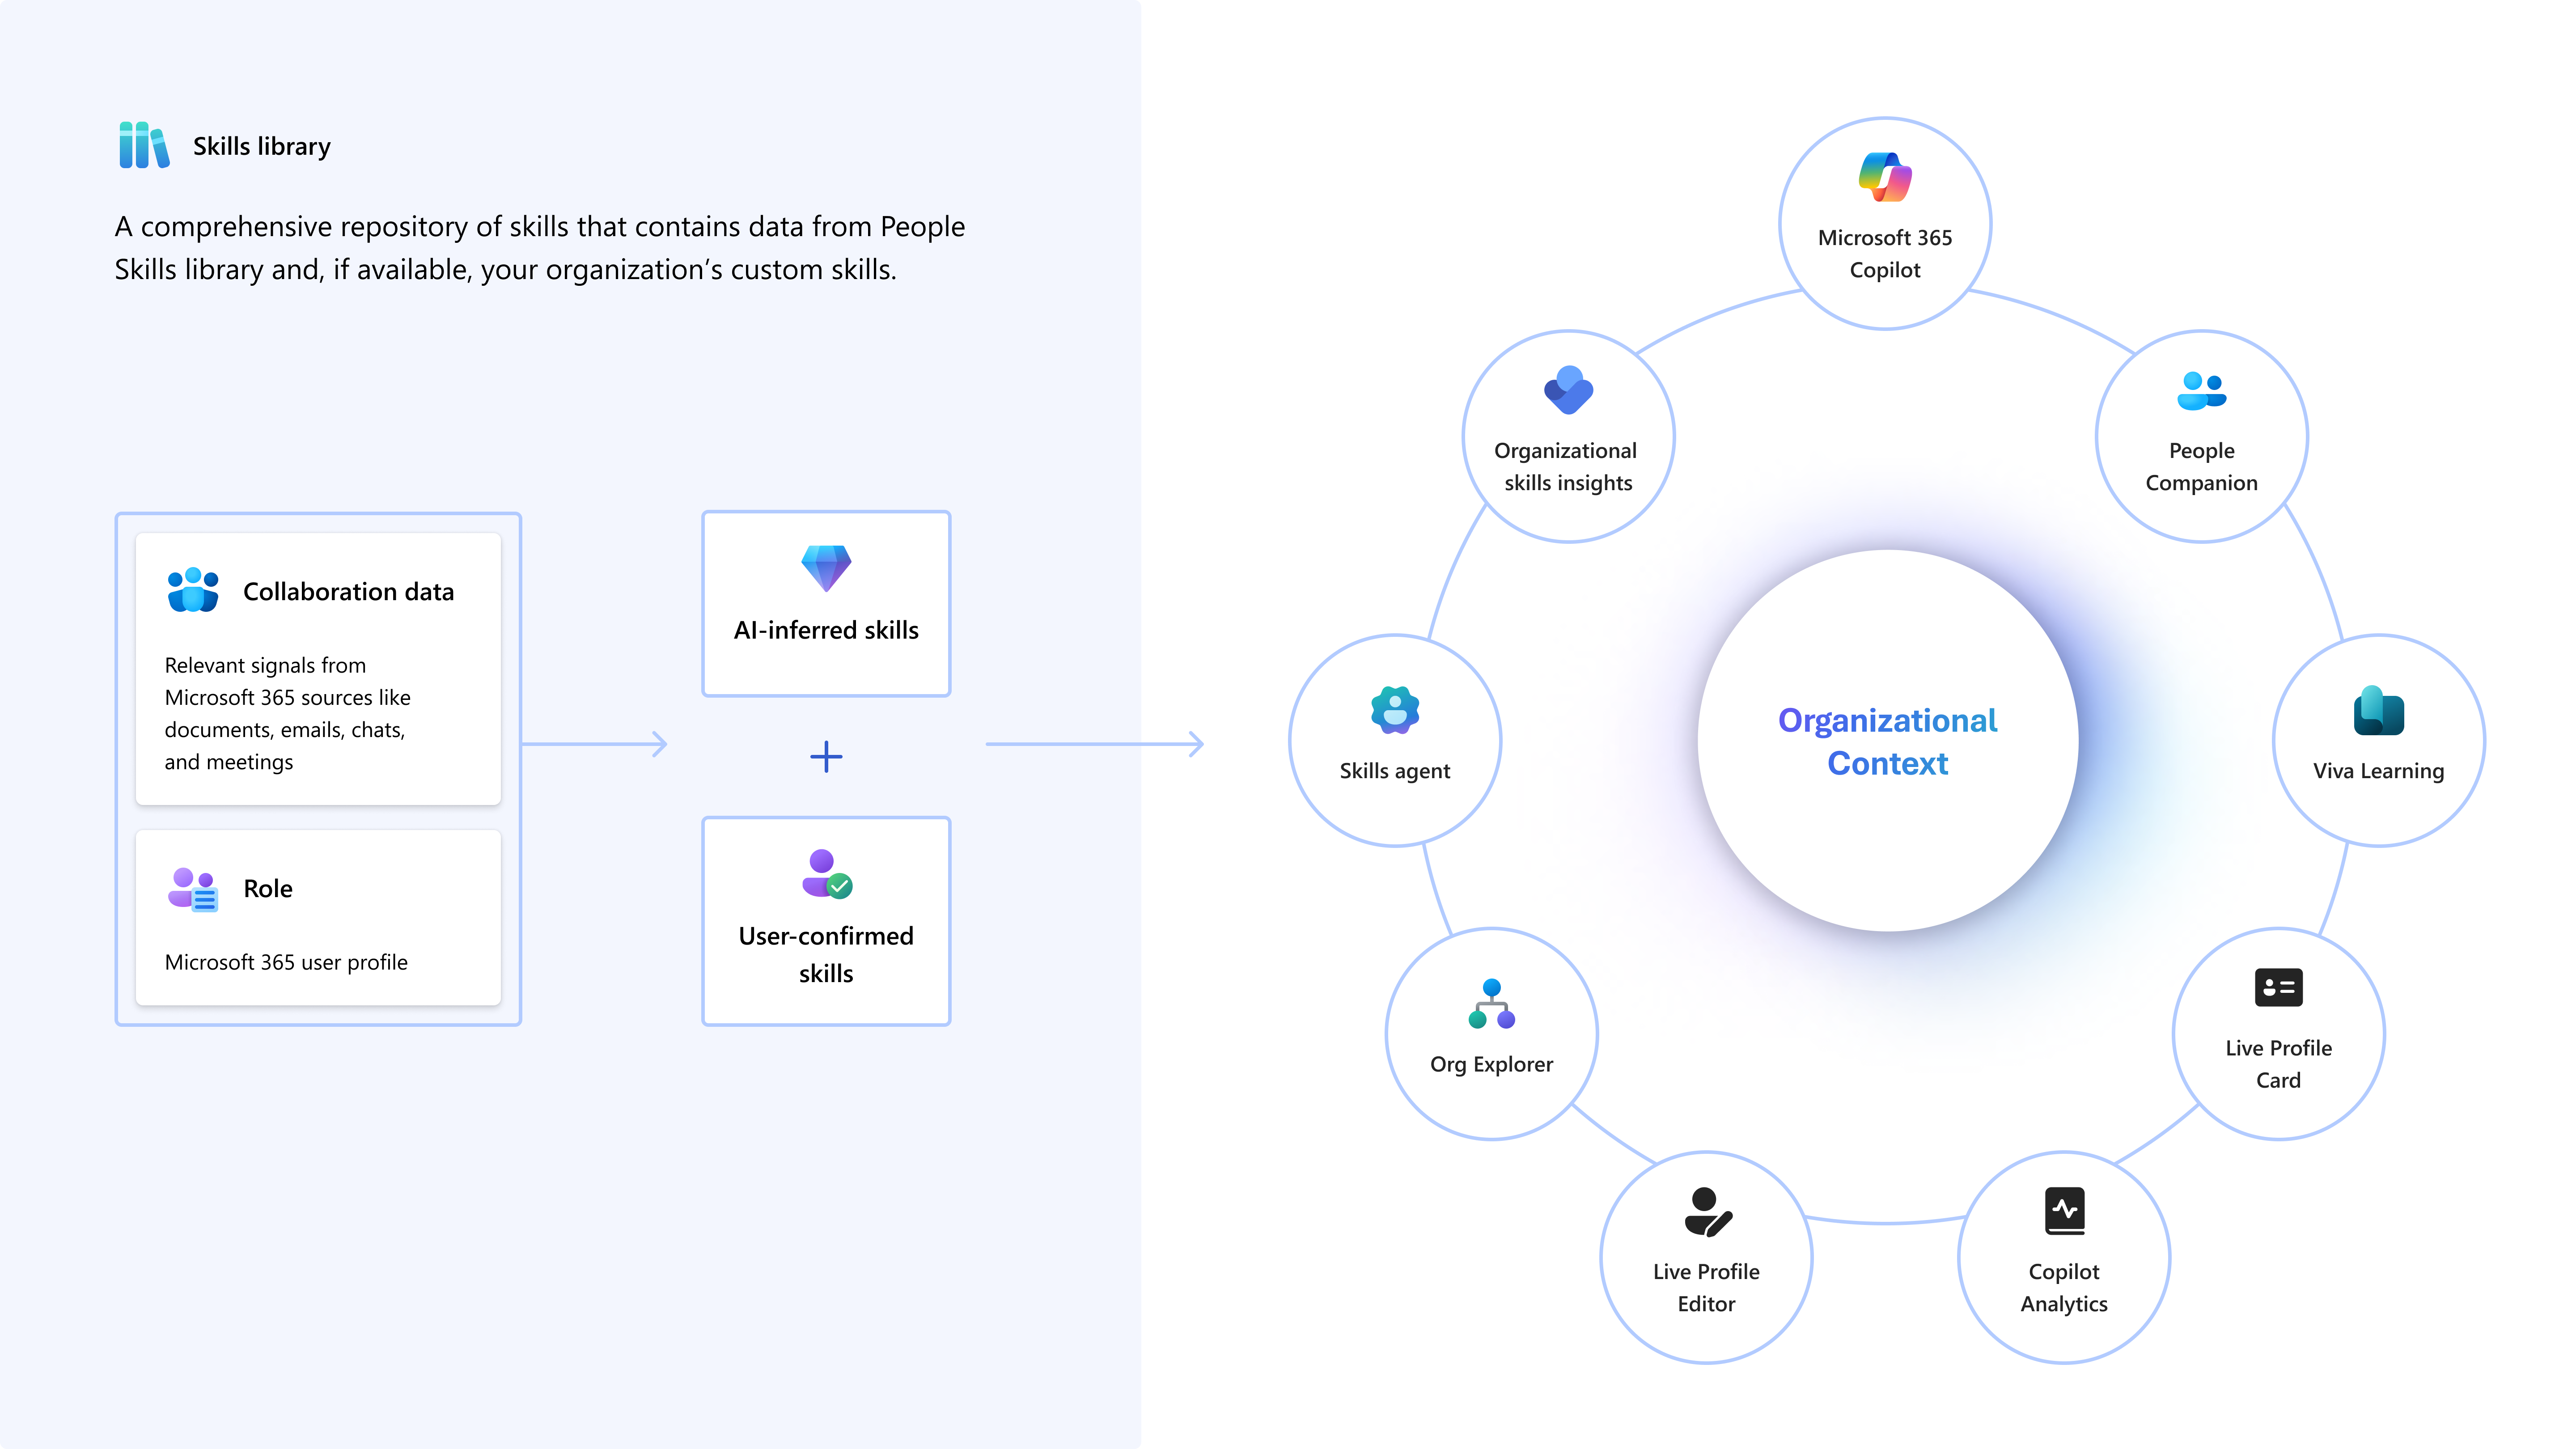 Skills library
A comprehensive repository of skills that contains data from People
Skills library and, if available, your organization’s custom skills.
Collaboration data
Relevant signals from
Microsoft 365 sources like
documents, emails, chats,
and meetings
Role
Microsoft 365 user profile
AI-inferred skills
+
User-confirmed
skills
Organizational
Context
Microsoft 365
Copilot
People
Companion
Viva Learning
Live Profile
Card
Copilot
Analytics
Live Profile
Editor
Org Explorer
Skills agent
Organizational
skills insights